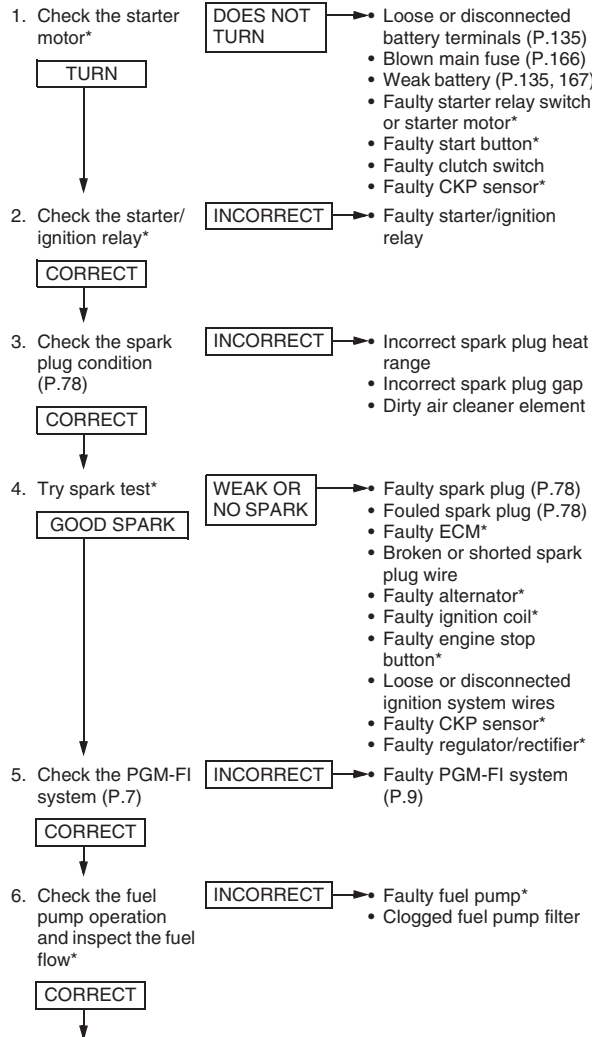 1. Check the starter
motor*
TURN
DOES NOT
TURN
• Loose or disconnected
battery terminals (P.135)
• Blown main fuse (P.166)
• Weak battery (P.135, 167)
• Faulty starter relay switch
or starter motor*
• Faulty start button*
• Faulty clutch switch
• Faulty CKP sensor*
2. Check the starter/
ignition relay*
CORRECT
INCORRECT
• Faulty starter/ignition
relay
3. Check the spark
plug condition
(P.78)
CORRECT
INCORRECT
• Incorrect spark plug heat
range
• Incorrect spark plug gap
• Dirty air cleaner element
4. Try spark test*
GOOD SPARK
WEAK OR
NO SPARK
• Faulty spark plug (P.78)
• Fouled spark plug (P.78)
• Faulty ECM*
• Broken or shorted spark
plug wire
• Faulty alternator*
• Faulty ignition coil*
• Faulty engine stop
button*
• Loose or disconnected
ignition system wires
• Faulty CKP sensor*
• Faulty regulator/rectifier*
5. Check the PGM-FI
system (P.7)
CORRECT
INCORRECT
• Faulty PGM-FI system
(P.9)
6. Check the fuel
pump operation
and inspect the fuel
flow*
CORRECT
INCORRECT
• Faulty fuel pump*
• Clogged fuel pump filter